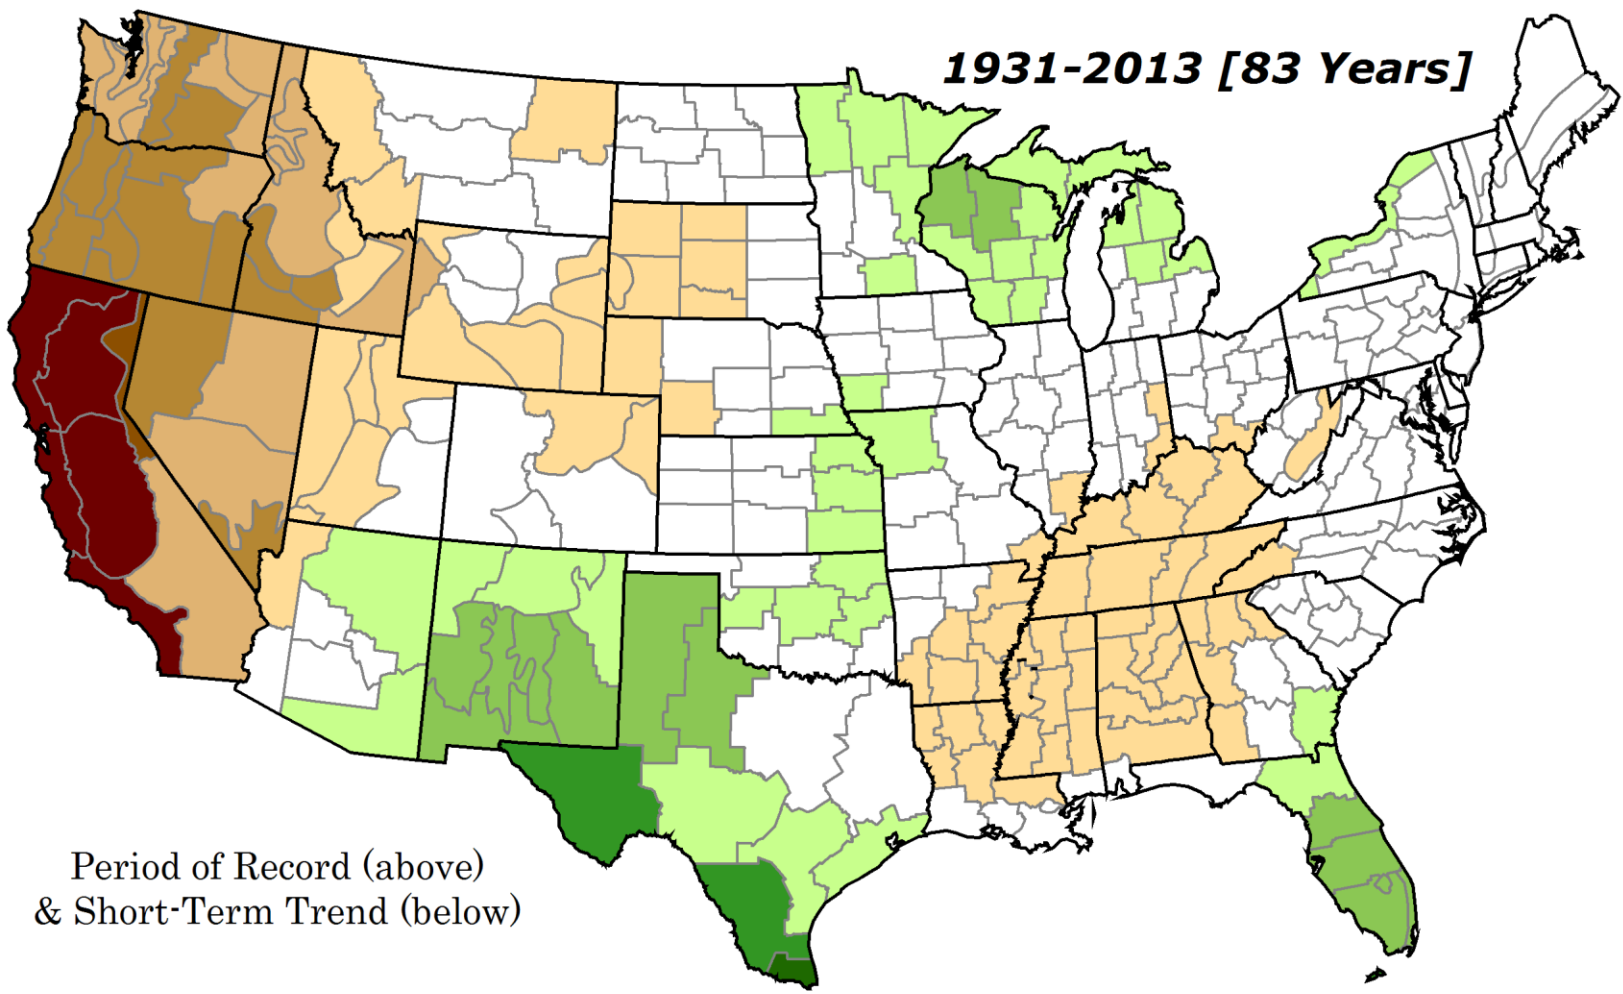 1931-2013 [83 Years]
Period of Record (above)
& Short-Term Trend (below)